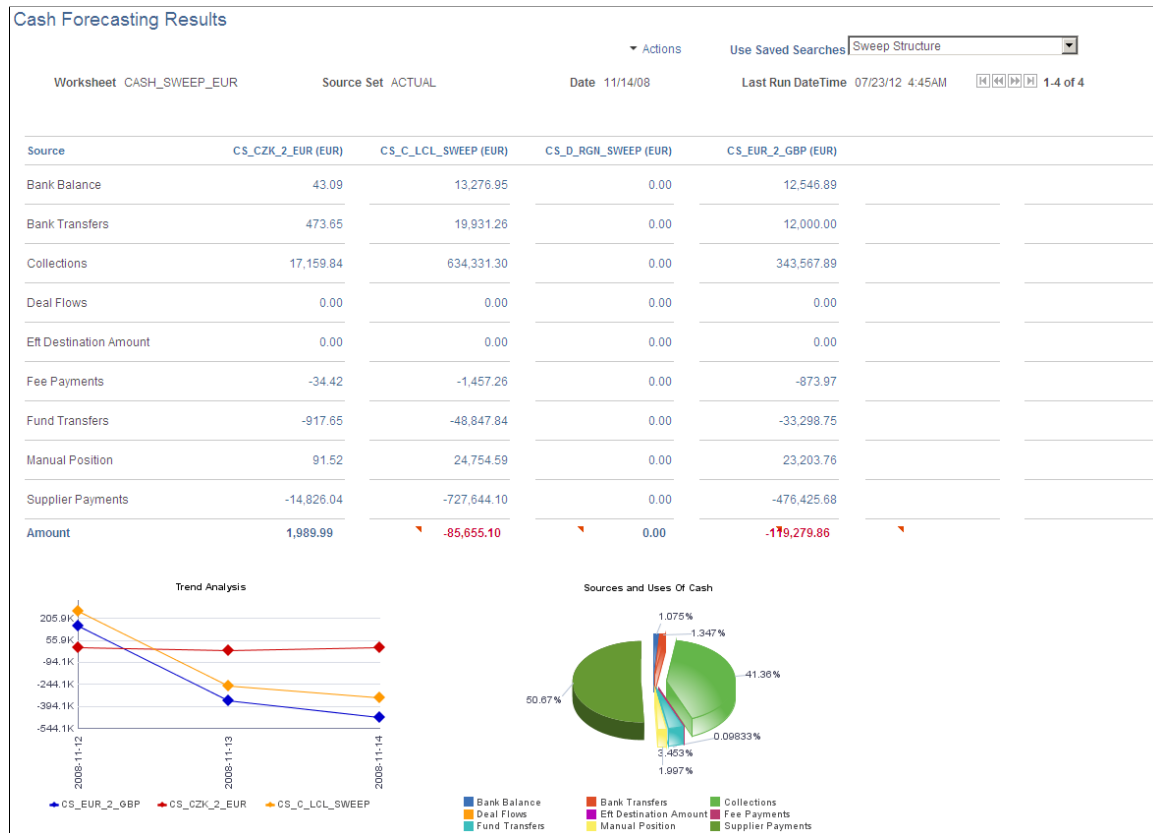 Cash Forecasting Results
Actions Use Saved Searches Sweep Structure
Worksheet CASH_SWEEP_EUR Source Set ACTUAL Date 11/14/08 Last Run DateTime 07/23/12 4:45AM 1-4 of 4
Source CS_CZK_2_EUR (EUR) CS_C_LCL_SWEEP (EUR) CS_D_RGN_SWEEP (EUR) CS_EUR_2_GBP (EUR)
Bank Balance 43.09 13,276.95 0.00 12,546.89
Bank Transfers 473.65 19,931.26 0.00 12,000.00
Collections 17,159.84 634,331.30 0.00 343,567.89
Deal Flows 0.00 0.00 0.00 0.00
Eft Destination Amount 0.00 0.00 0.00 0.00
Fee Payments -34.42 -1,457.26 0.00 -873.97
Fund Transfers -917.65 -48,847.84 0.00 -33,298.75
Manual Position 91.52 24,754.59 0.00 23,203.76
Supplier Payments -14,826.04 -727,644.10 0.00 -476,425.68
Amount 1,989.99 -85,655.10 0.00 -119,279.86
Trend Analysis
205.9K
55.9K
-94.1K
-244.1K
-394.1K
-544.1K
2008-11-12
2008-11-13
2008-11-14
CS_EUR_2_GBP CS_CZK_2_EUR CS_C_LCL_SWEEP
Sources and Uses Of Cash
1.075%
1.347%
41.36%
50.67%
0.09833%
3.453%
1.997%
Bank Balance Bank Transfers Collections
Deal Flows Eft Destination Amount Fee Payments
Fund Transfers Manual Position Supplier Payments